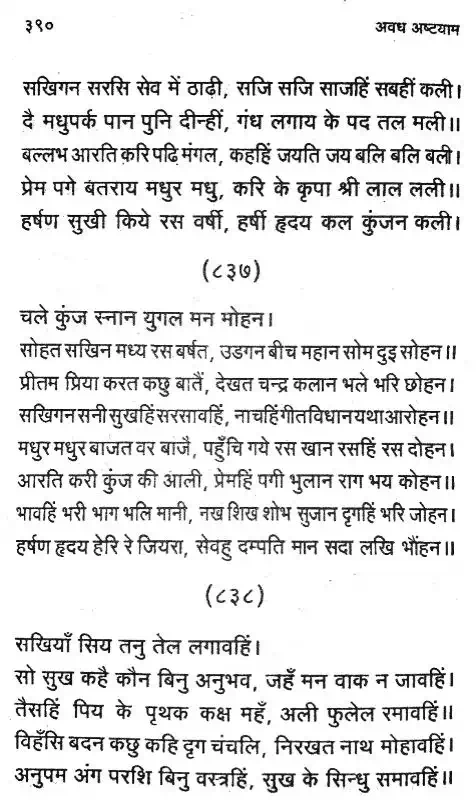 ३९० अवध अष्टयाम
सखिगन सरसि सेव में ठाढ़ी, सजि सजि साजहिं सबहीं कली।
दै मधुपर्क पान पुनि दीन्हीं, गंध लगाय के पद तल मली॥
बल्लभ आरति करि पढ़ि मंगल, कहहिं जयति जय बलि बलि बली।
प्रेम पगे बतराय मधुर मधु, करि के कृपा श्री लाल लली॥
हर्षण सुखी किये रस वर्षी, हर्षी हृदय कल कुंजन कली।
(८३७)
चले कुंज स्नान युगल मन मोहन।
सोहत सखिन मध्य रस बर्षत, उडगन बीच महान सोम दुइ सोहन॥
प्रीतम प्रिया करत कछु बातैं, देखत चन्द्र कलान भले भरि छोहन।
सखिगन सनी सुखहिं सरसावहिं, नाचहिं गीत विधान यथा आरोहन॥
मधुर मधुर बाजत वर बाजै, पहुँचि गये रस खान रसहिं रस दोहन।
आरति करी कुंज की आली, प्रेमहिं पगी भुलान राग भय कोहन॥
भावहिं भरी भाग भलि मानी, नख शिख शोभ सुजान दृगहिं भरि जोहन।
हर्षण हृदय हेरि रे जियरा, सेवहु दम्पति मान सदा लखि भौंहन॥
(८३८)
सखियाँ सिय तनु तेल लगावहिं।
सो सुख कहै कौन बिनु अनुभव, जहँ मन वाक न जावहिं।
तैसहिं पिय के पृथक कक्ष महँ, अली फुलेल रमावहिं॥
विहँसि बदन कछु कहि दृग चंचलि, निरखत नाथ मोहावहिं।
अनुपम अंग परशि बिनु वस्त्रहिं, सुख के सिन्धु समावहिं॥